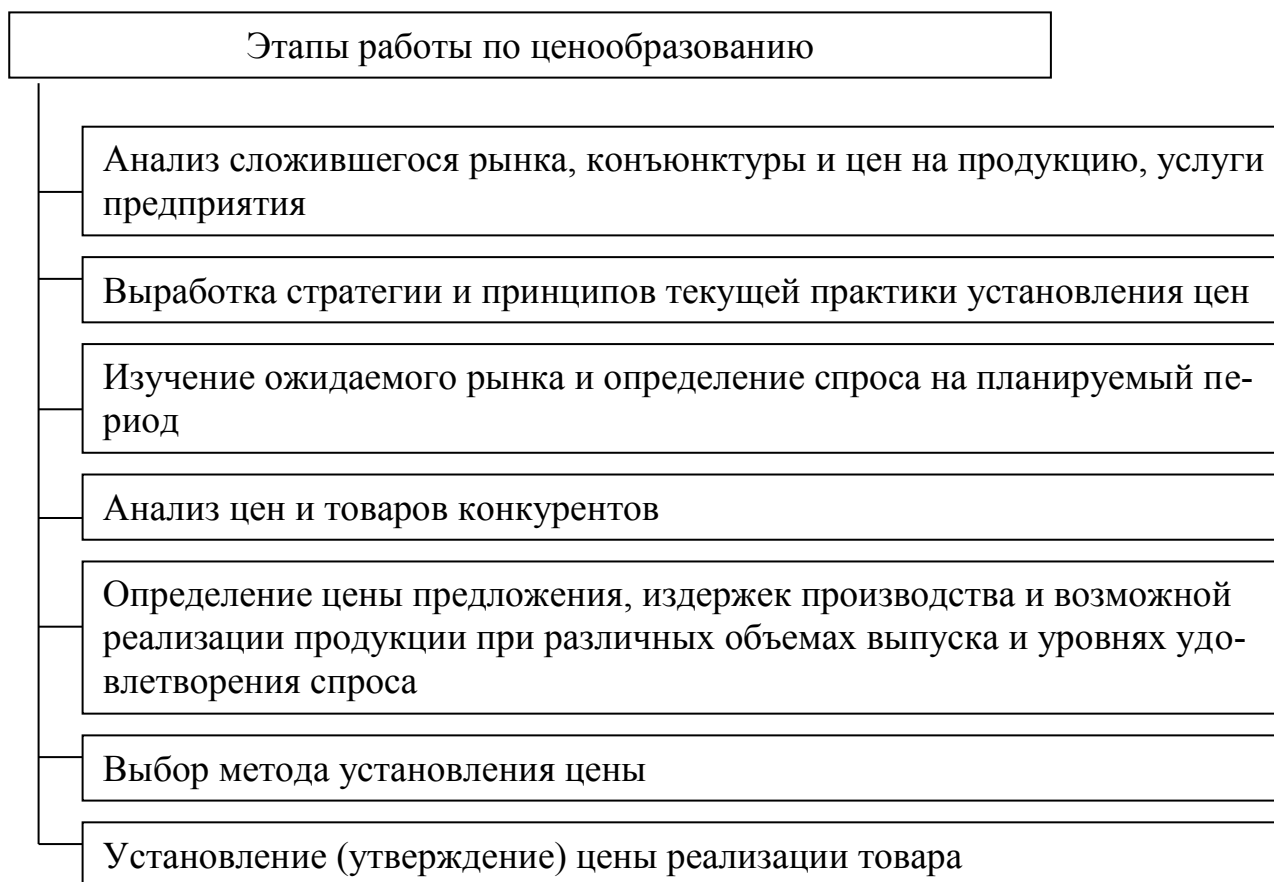 Этапы работы по ценообразованию
Анализ сложившегося рынка, конъюнктуры и цен на продукцию, услуги
предприятия
Выработка стратегии и принципов текущей практики установления цен
Изучение ожидаемого рынка и определение спроса на планируемый пе-
риод
Анализ цен и товаров конкурентов
Определение цены предложения, издержек производства и возможной
реализации продукции при различных объемах выпуска и уровнях удо-
влетворения спроса
Выбор метода установления цены
Установление (утверждение) цены реализации товара